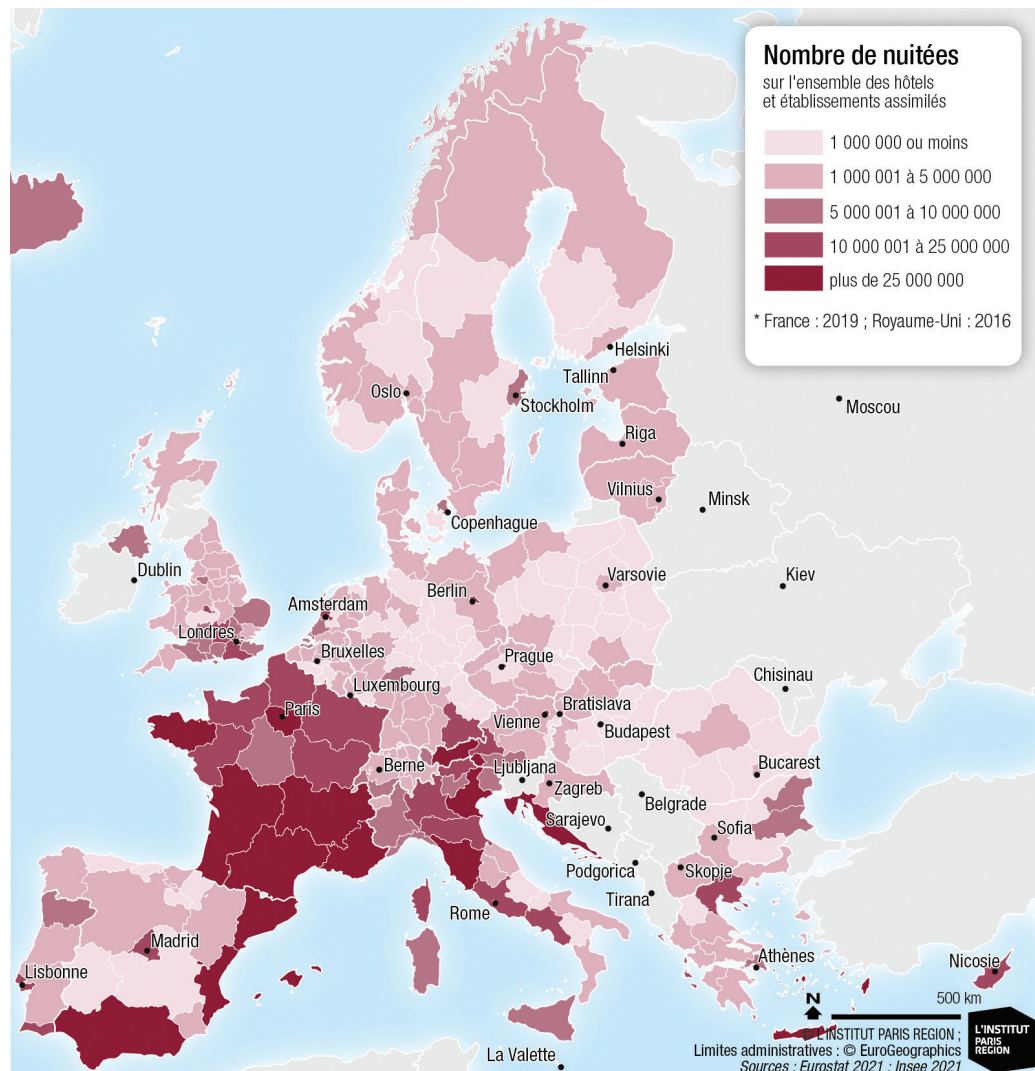 Nombre de nuitées
sur l'ensemble des hôtels
et établissements assimilés
1 000 000 ou moins
1 000 001 à 5 000 000
5 000 001 à 10 000 000
10 000 001 à 25 000 000
plus de 25 000 000
* France : 2019 ; Royaume-Uni : 2016
Helsinki
Tallinn
Oslo
Stockholm
Moscou
Riga
Vilnius
Minsk
Copenhague
Dublin
Varsovie
Kiev
Berlin
Amsterdam
Londres
Bruxelles
Prague
Luxembourg
Chisinau
Paris
Bratislava
Vienne
Budapest
Berne
Ljubljana
Zagreb
Bucarest
Belgrade
Sarajevo
Sofia
Podgorica
Skopje
Tirana
Rome
Madrid
Athènes
Nicosie
Lisbonne
La Valette
N
500 km
© L'INSTITUT PARIS REGION ;
Limites administratives : © EuroGeographics
Sources : Eurostat 2021 ; Insee 2021
L'INSTITUT
PARIS
REGION